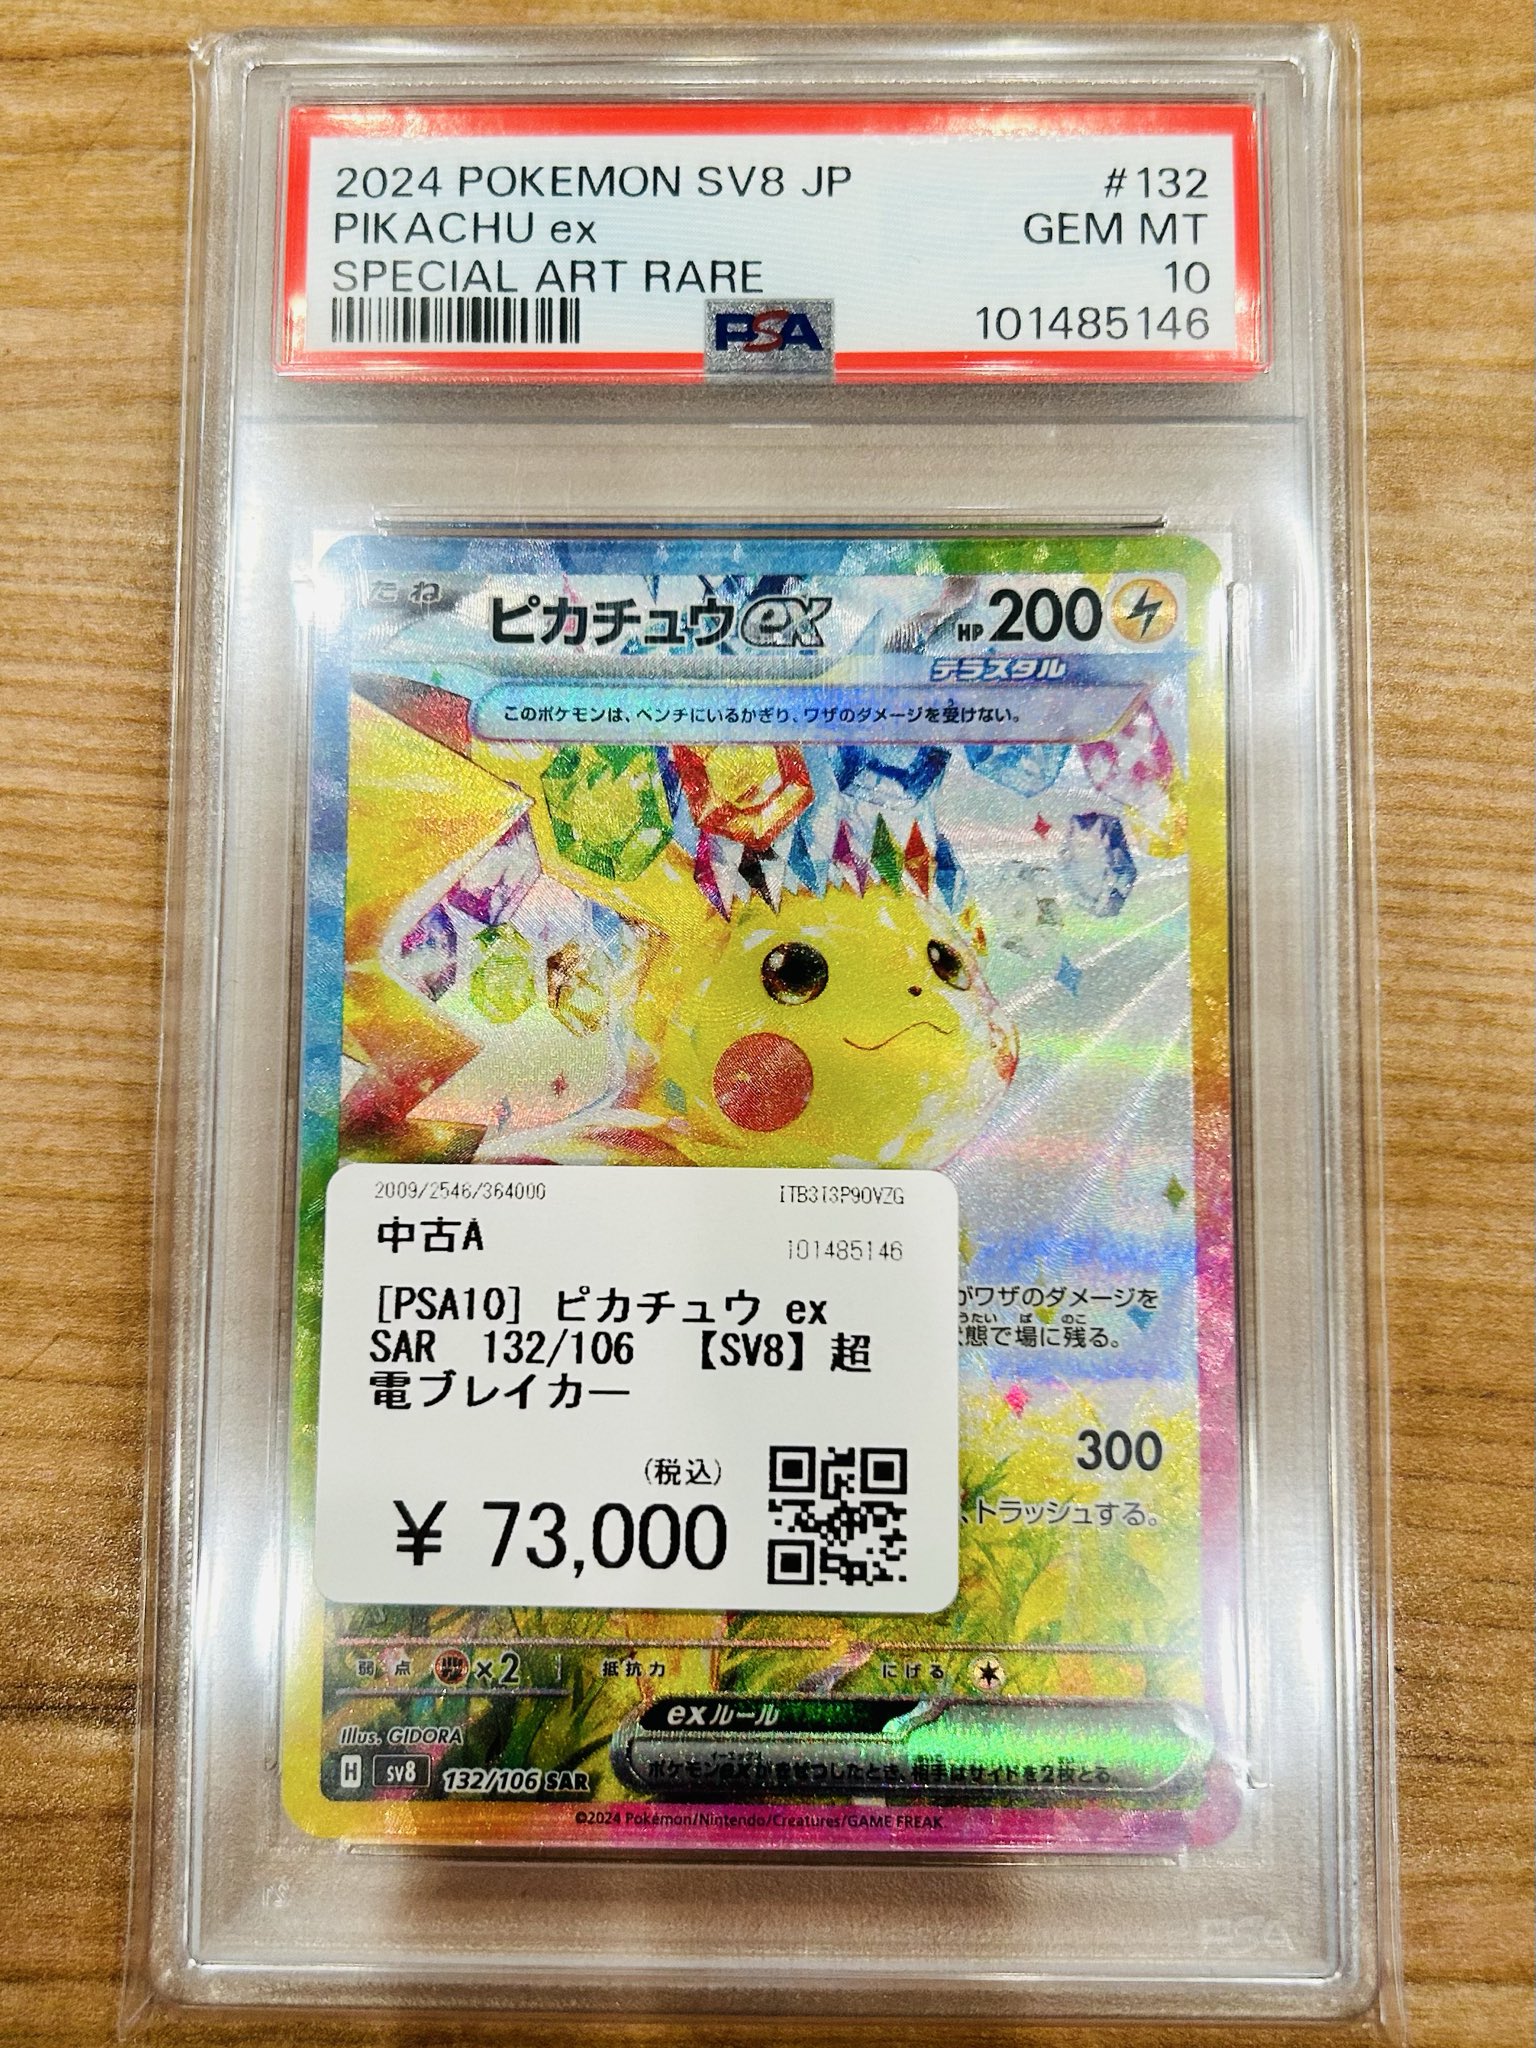 2024 POKEMON SV8 JP #132
PIKACHU ex GEM MT
SPECIAL ART RARE 10
PSA 101485146
たね ピカチュウex HP 200
テラスタル
このポケモンは、ベンチにいるかぎり、ワザのダメージを受けない。
2009/2546/364000 ITB3I3P90VZG
中古A 101485146
[PSA10] ピカチュウ ex
SAR 132/106 【SV8】超
電ブレイカー
(税込)
¥ 73,000
がワザのダメージを
態で場に残る。
300
、トラッシュする。
弱点 ×2 抵抗力 にげる
exルール
ポケモンexがきぜつしたとき、相手はサイドを2枚とる。
Illus. GIDORA
H sv8 132/106 SAR
©2024 Pokémon/Nintendo/Creatures/GAME FREAK.
PSA